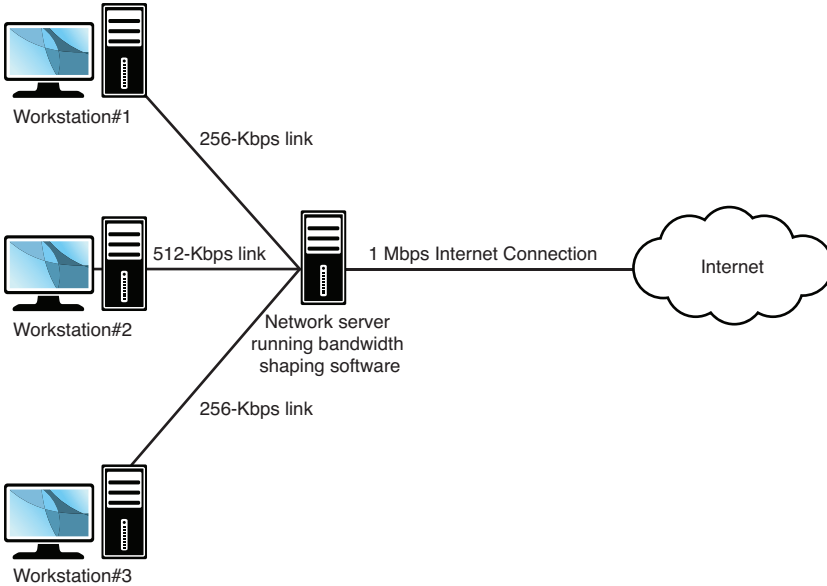 Workstation#1
256-Kbps link
512-Kbps link
1 Mbps Internet Connection
Internet
Workstation#2
Network server
running bandwidth
shaping software
256-Kbps link
Workstation#3